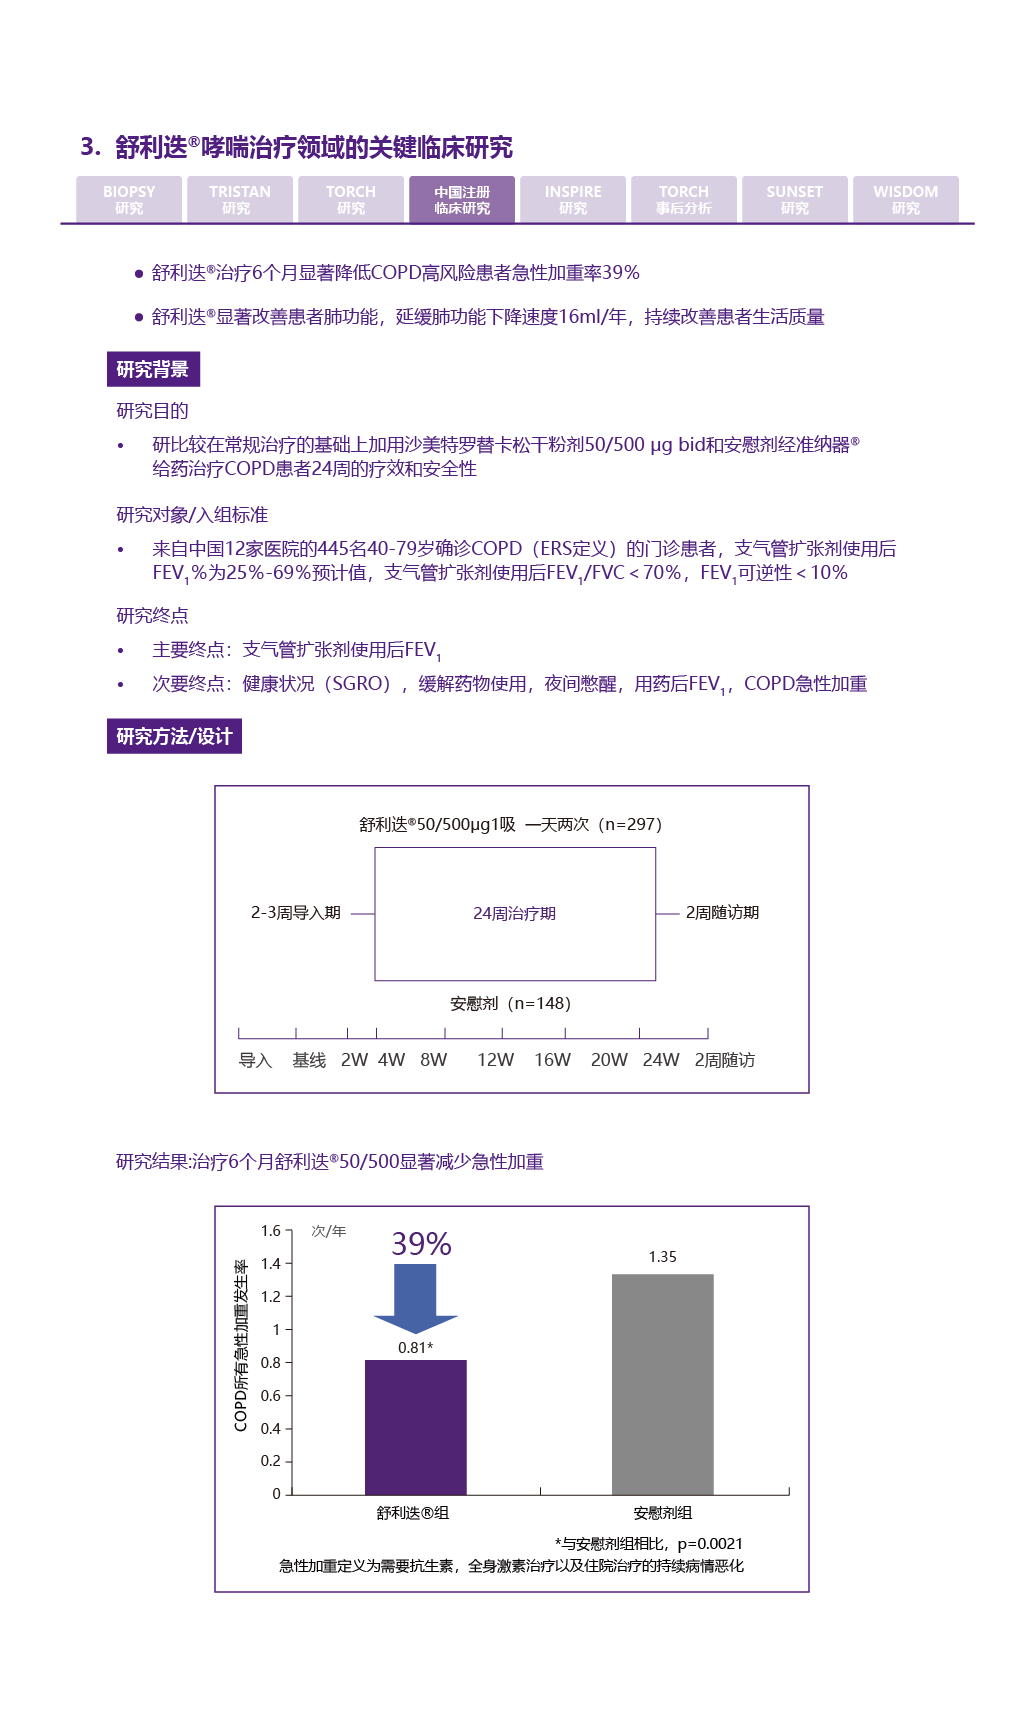 3. 舒利迭®哮喘治疗领域的关键临床研究
BIOPSY
研究
TRISTAN
研究
TORCH
研究
中国注册
临床研究
INSPIRE
研究
TORCH
事后分析
SUNSET
研究
WISDOM
研究
● 舒利迭®治疗6个月显著降低COPD高风险患者急性加重率39%
● 舒利迭®显著改善患者肺功能，延缓肺功能下降速度16ml/年，持续改善患者生活质量
研究背景
研究目的
• 研比较在常规治疗的基础上加用沙美特罗替卡松干粉剂50/500 μg bid和安慰剂经准纳器®
给药治疗COPD患者24周的疗效和安全性
研究对象/入组标准
• 来自中国12家医院的445名40-79岁确诊COPD（ERS定义）的门诊患者，支气管扩张剂使用后
FEV1%为25%-69%预计值，支气管扩张剂使用后FEV1/FVC＜70%，FEV1可逆性＜10%
研究终点
• 主要终点：支气管扩张剂使用后FEV1
• 次要终点：健康状况（SGRO），缓解药物使用，夜间憋醒，用药后FEV1，COPD急性加重
研究方法/设计
舒利迭®50/500μg1吸 一天两次（n=297）
2-3周导入期
24周治疗期
2周随访期
安慰剂（n=148）
导入 基线 2W 4W 8W 12W 16W 20W 24W 2周随访
研究结果:治疗6个月舒利迭®50/500显著减少急性加重
COPD所有急性加重发生率
次/年
1.6
1.4
1.2
1
0.8
0.6
0.4
0.2
0
39%
0.81*
1.35
舒利迭®组
安慰剂组
*与安慰剂组相比，p=0.0021
急性加重定义为需要抗生素，全身激素治疗以及住院治疗的持续病情恶化